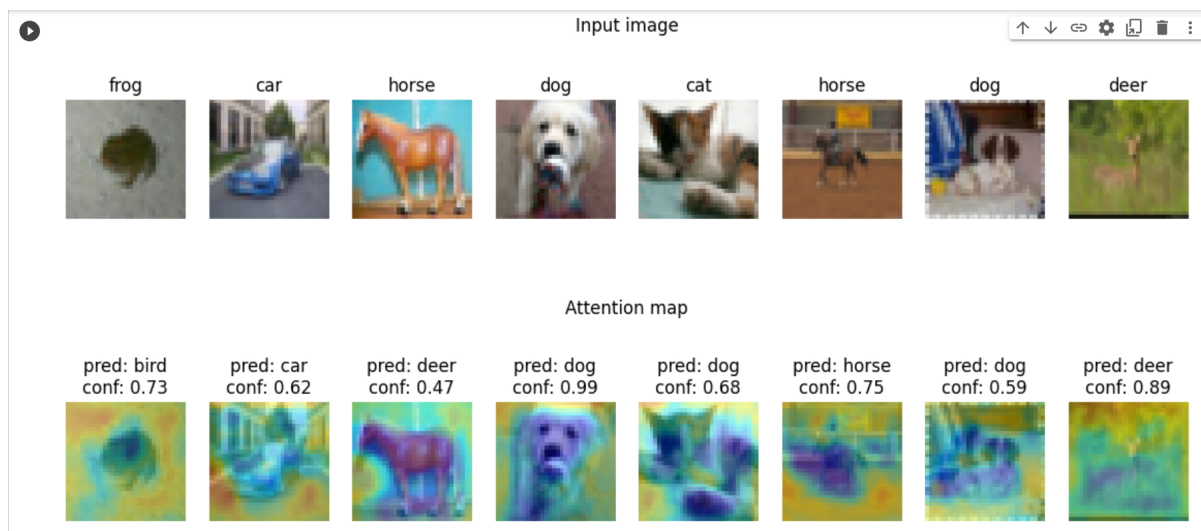 Input image
frog car horse dog cat horse dog deer
Attention map
pred: bird pred: car pred: deer pred: dog pred: dog pred: horse pred: dog pred: deer
conf: 0.73 conf: 0.62 conf: 0.47 conf: 0.99 conf: 0.68 conf: 0.75 conf: 0.59 conf: 0.89